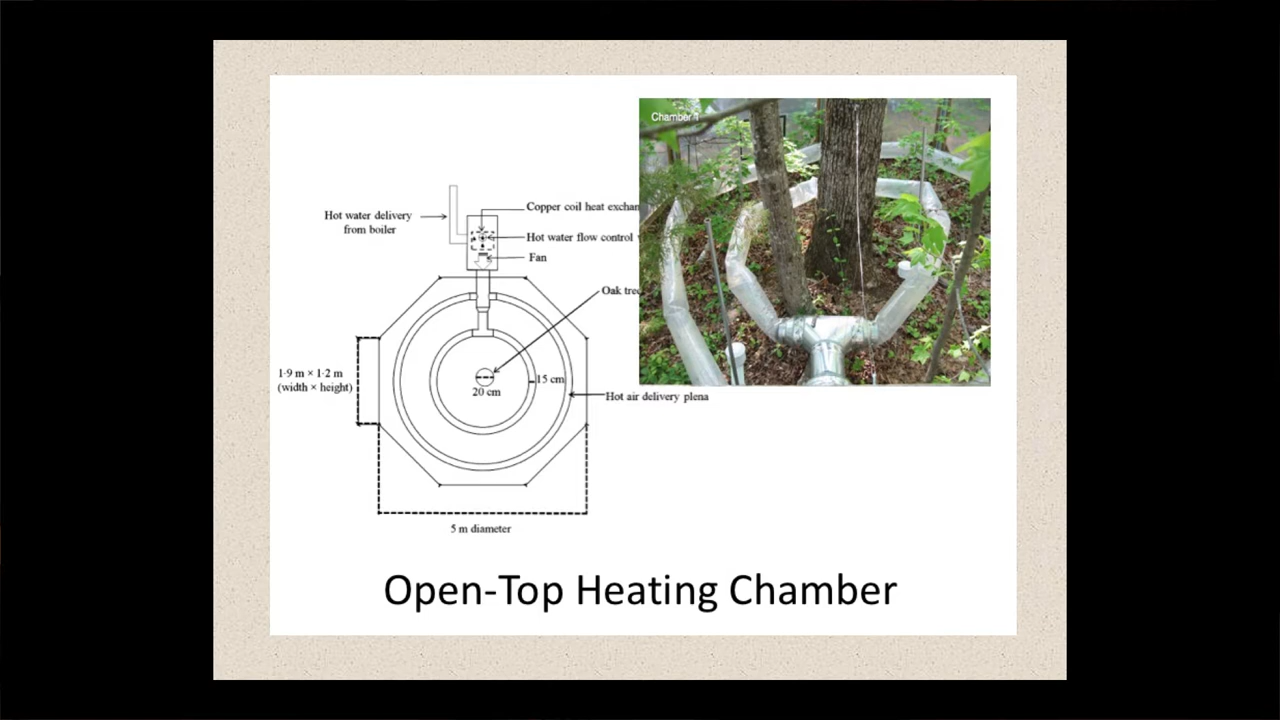 Chamber 1
Hot water delivery
from boiler
Copper coil heat exchan
Hot water flow control
Fan
Oak tree
1·9 m × 1·2 m
(width × height)
15 cm
20 cm
Hot air delivery plena
5 m diameter
Open-Top Heating Chamber